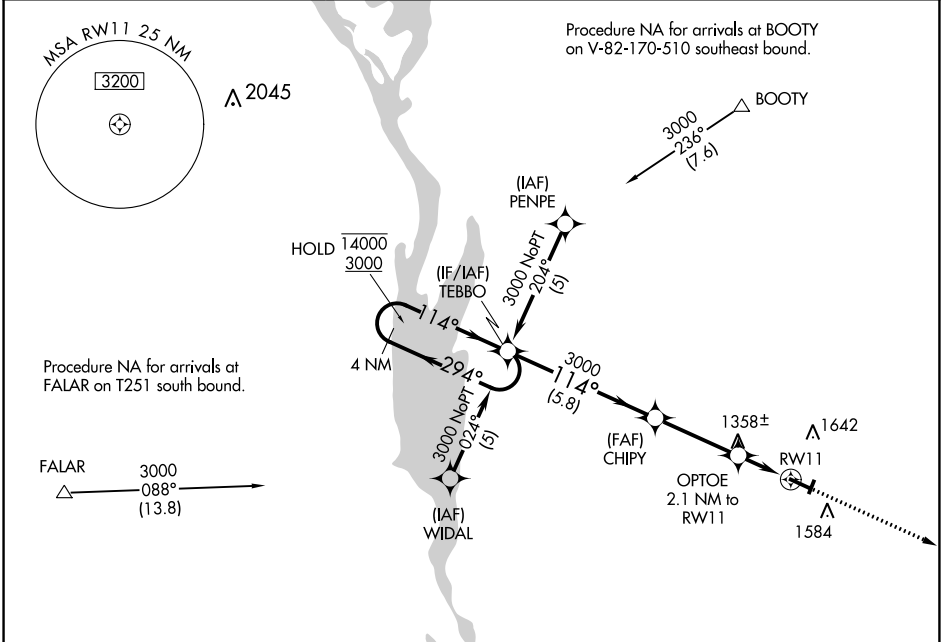 MSA RW11 25 NM
3200
2045
Procedure NA for arrivals at BOOTY
on V-82-170-510 southeast bound.
BOOTY
3000
236°
(7.6)
(IAF)
PENPE
3000 NoPT
204°
(5)
HOLD
14000
3000
(IF/IAF)
TEBBO
114°
4 NM
294°
3000
114°
(5.8)
3000 NoPT
024°
(5)
Procedure NA for arrivals at
FALAR on T251 south bound.
FALAR
3000
088°
(13.8)
(IAF)
WIDAL
(FAF)
CHIPY
1358±
1642
RW11
OPTOE
2.1 NM to
RW11
1584